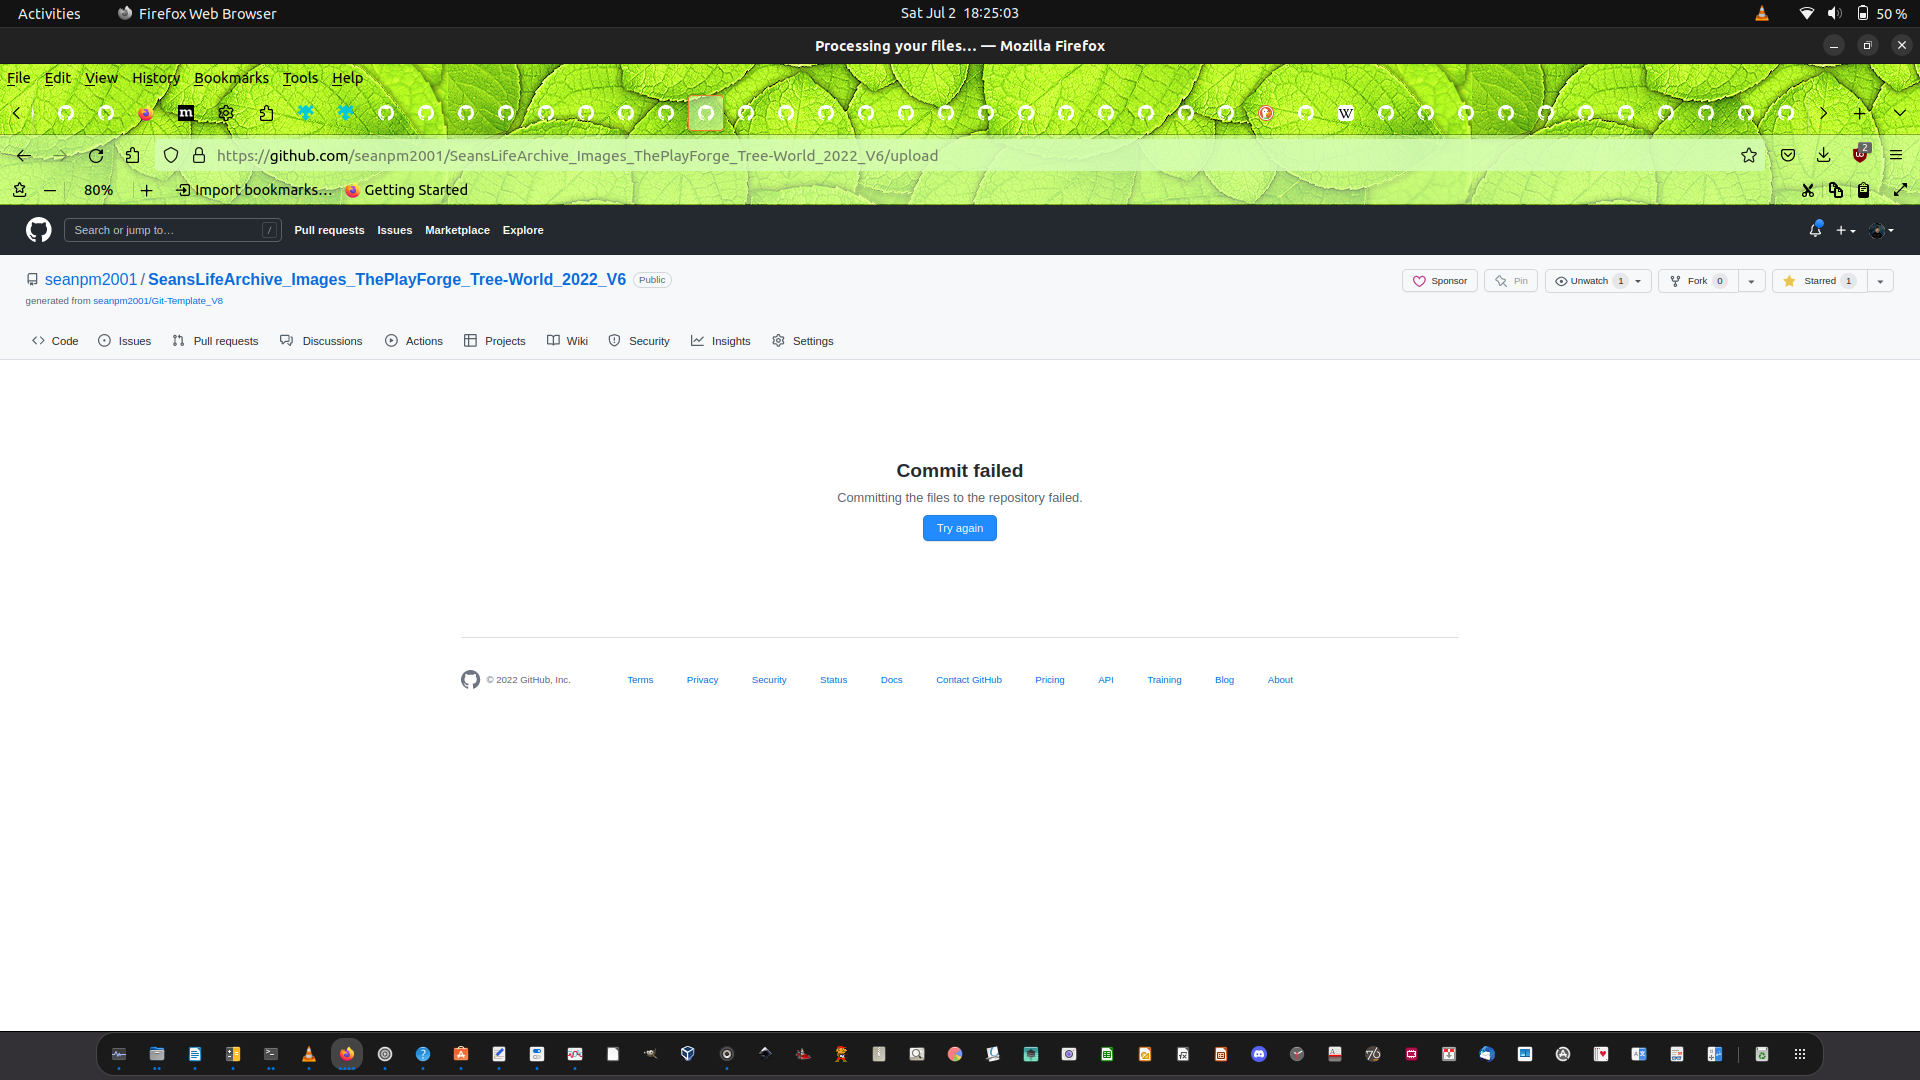 Activities
Firefox Web Browser
Sat Jul 2 18:25:03
50 %
Processing your files… — Mozilla Firefox
File Edit View History Bookmarks Tools Help
https://github.com/seanpm2001/SeansLifeArchive_Images_ThePlayForge_Tree-World_2022_V6/upload
2
80%
Import bookmarks…
Getting Started
Search or jump to…
/
Pull requests
Issues
Marketplace
Explore
seanpm2001 / SeansLifeArchive_Images_ThePlayForge_Tree-World_2022_V6
Public
Sponsor
Pin
Unwatch 1
Fork 0
Starred 1
generated from seanpm2001/Git-Template_V8
Code
Issues
Pull requests
Discussions
Actions
Projects
Wiki
Security
Insights
Settings
Commit failed
Committing the files to the repository failed.
Try again
© 2022 GitHub, Inc.
Terms
Privacy
Security
Status
Docs
Contact GitHub
Pricing
API
Training
Blog
About